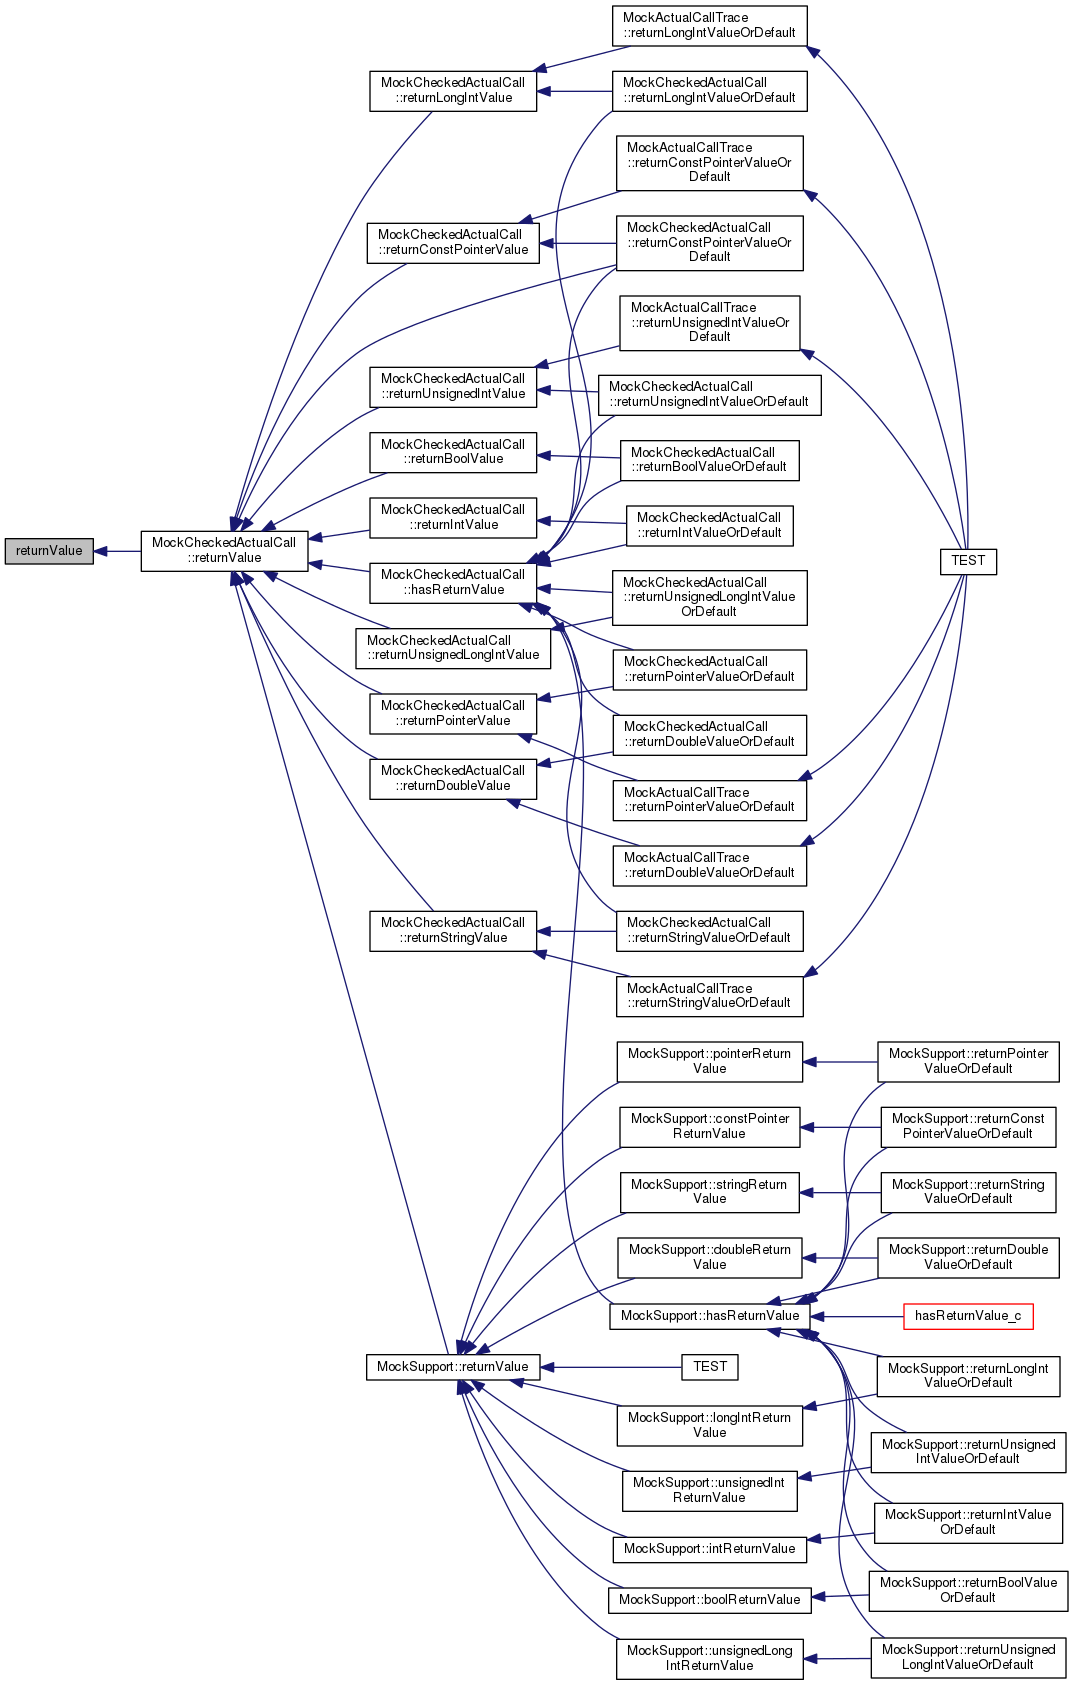 returnValue
MockCheckedActualCall
::returnValue
MockCheckedActualCall
::returnLongIntValue
MockCheckedActualCall
::returnConstPointerValue
MockCheckedActualCall
::returnUnsignedIntValue
MockCheckedActualCall
::returnBoolValue
MockCheckedActualCall
::returnIntValue
MockCheckedActualCall
::hasReturnValue
MockCheckedActualCall
::returnUnsignedLongIntValue
MockCheckedActualCall
::returnPointerValue
MockCheckedActualCall
::returnDoubleValue
MockCheckedActualCall
::returnStringValue
MockSupport::returnValue
MockActualCallTrace
::returnLongIntValueOrDefault
MockCheckedActualCall
::returnLongIntValueOrDefault
MockActualCallTrace
::returnConstPointerValueOr
Default
MockCheckedActualCall
::returnConstPointerValueOr
Default
MockActualCallTrace
::returnUnsignedIntValueOr
Default
MockCheckedActualCall
::returnUnsignedIntValueOrDefault
MockCheckedActualCall
::returnBoolValueOrDefault
MockCheckedActualCall
::returnIntValueOrDefault
MockCheckedActualCall
::returnUnsignedLongIntValue
OrDefault
MockCheckedActualCall
::returnPointerValueOrDefault
MockCheckedActualCall
::returnDoubleValueOrDefault
MockActualCallTrace
::returnPointerValueOrDefault
MockActualCallTrace
::returnDoubleValueOrDefault
MockCheckedActualCall
::returnStringValueOrDefault
MockActualCallTrace
::returnStringValueOrDefault
MockSupport::pointerReturn
Value
MockSupport::constPointer
ReturnValue
MockSupport::stringReturn
Value
MockSupport::doubleReturn
Value
MockSupport::hasReturnValue
TEST
MockSupport::longIntReturn
Value
MockSupport::unsignedInt
ReturnValue
MockSupport::intReturnValue
MockSupport::boolReturnValue
MockSupport::unsignedLong
IntReturnValue
TEST
MockSupport::returnPointer
ValueOrDefault
MockSupport::returnConst
PointerValueOrDefault
MockSupport::returnString
ValueOrDefault
MockSupport::returnDouble
ValueOrDefault
hasReturnValue_c
MockSupport::returnLongInt
ValueOrDefault
MockSupport::returnUnsigned
IntValueOrDefault
MockSupport::returnIntValue
OrDefault
MockSupport::returnBoolValue
OrDefault
MockSupport::returnUnsigned
LongIntValueOrDefault